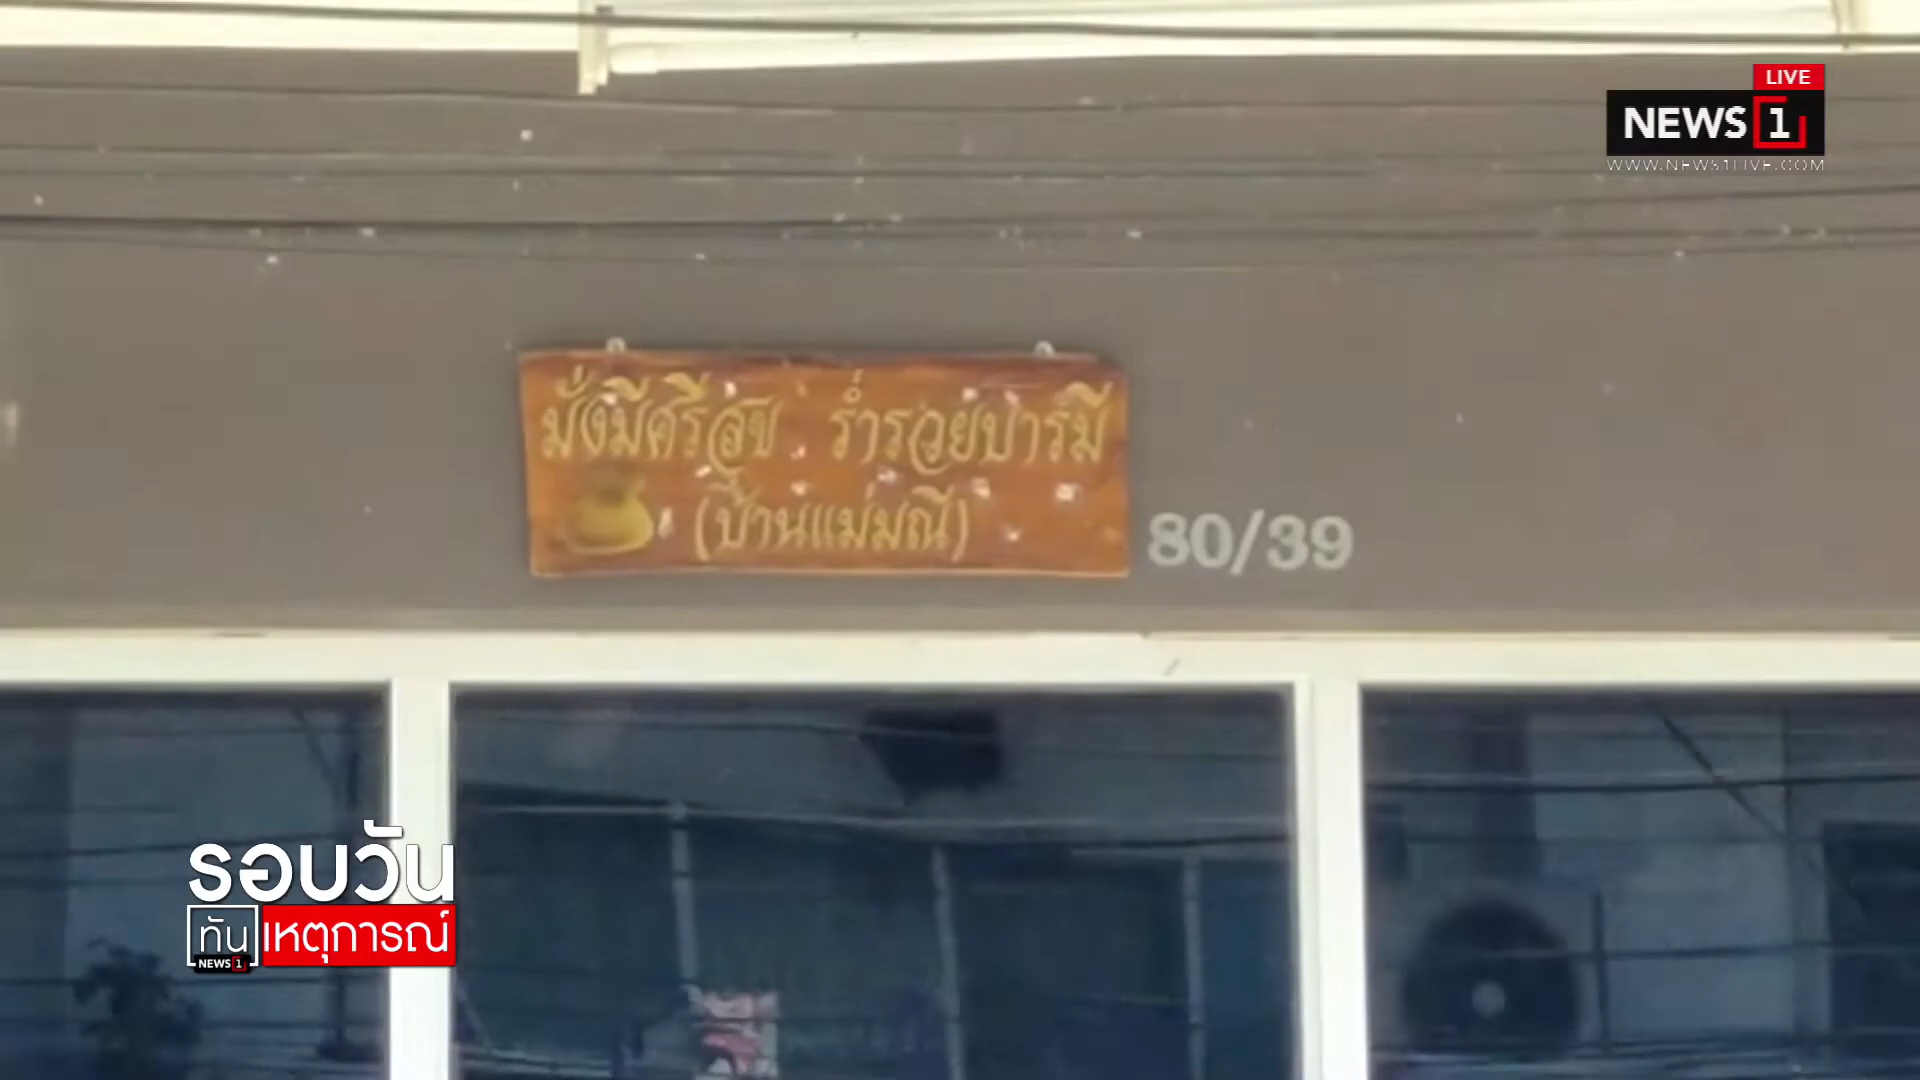 LIVE
NEWS 1
WWW.NEWS1LIVE.COM
มั่งมีศรีสุข ร่ำรวยบารมี
(บ้านแม่มณี)
80/39
รอบวัน
ทันเหตุการณ์
NEWS 1